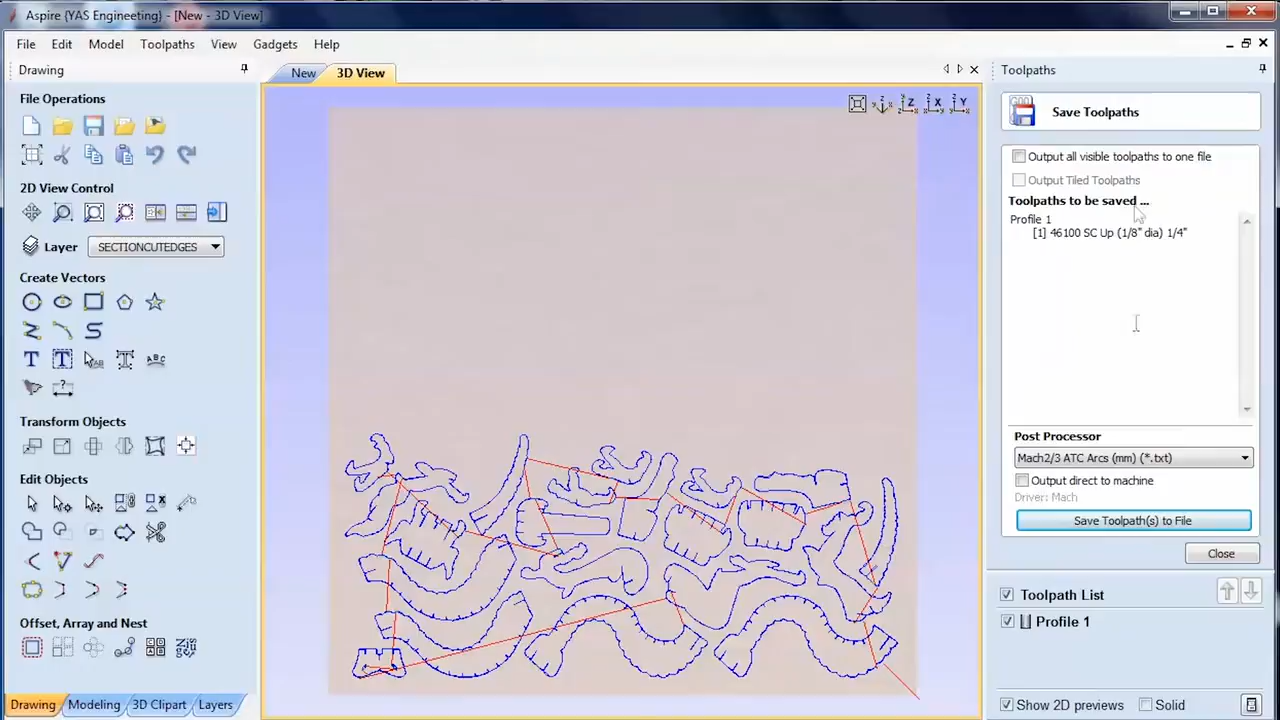 Aspire {YAS Engineering} - [New - 3D View]
File Edit Model Toolpaths View Gadgets Help
Drawing
File Operations
2D View Control
Layer SECTIONCUTEDGES
Create Vectors
Transform Objects
Edit Objects
Offset, Array and Nest
Drawing Modeling 3D Clipart Layers
New 3D View
Z X Y
Toolpaths
Save Toolpaths
Output all visible toolpaths to one file
Output Tiled Toolpaths
Toolpaths to be saved ...
Profile 1
[1] 46100 SC Up (1/8" dia) 1/4"
Post Processor
Mach2/3 ATC Arcs (mm) (*.txt)
Output direct to machine
Driver: Mach
Save Toolpath(s) to File
Close
Toolpath List
Profile 1
Show 2D previews Solid